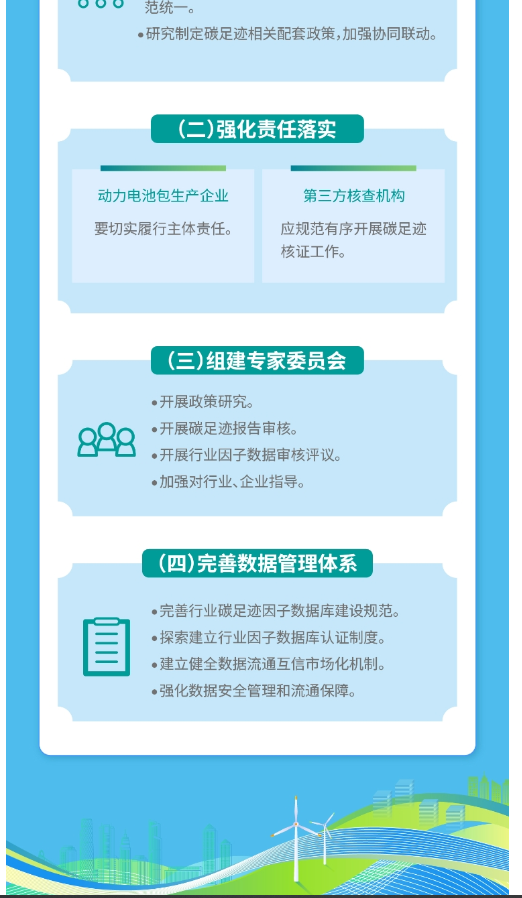 范统一。
•研究制定碳足迹相关配套政策,加强协同联动。
（二）强化责任落实
动力电池包生产企业
要切实履行主体责任。
第三方核查机构
应规范有序开展碳足迹
核证工作。
（三）组建专家委员会
•开展政策研究。
•开展碳足迹报告审核。
•开展行业因子数据审核评议。
•加强对行业、企业指导。
（四）完善数据管理体系
•完善行业碳足迹因子数据库建设规范。
•探索建立行业因子数据库认证制度。
•建立健全数据流通互信市场化机制。
•强化数据安全管理和流通保障。